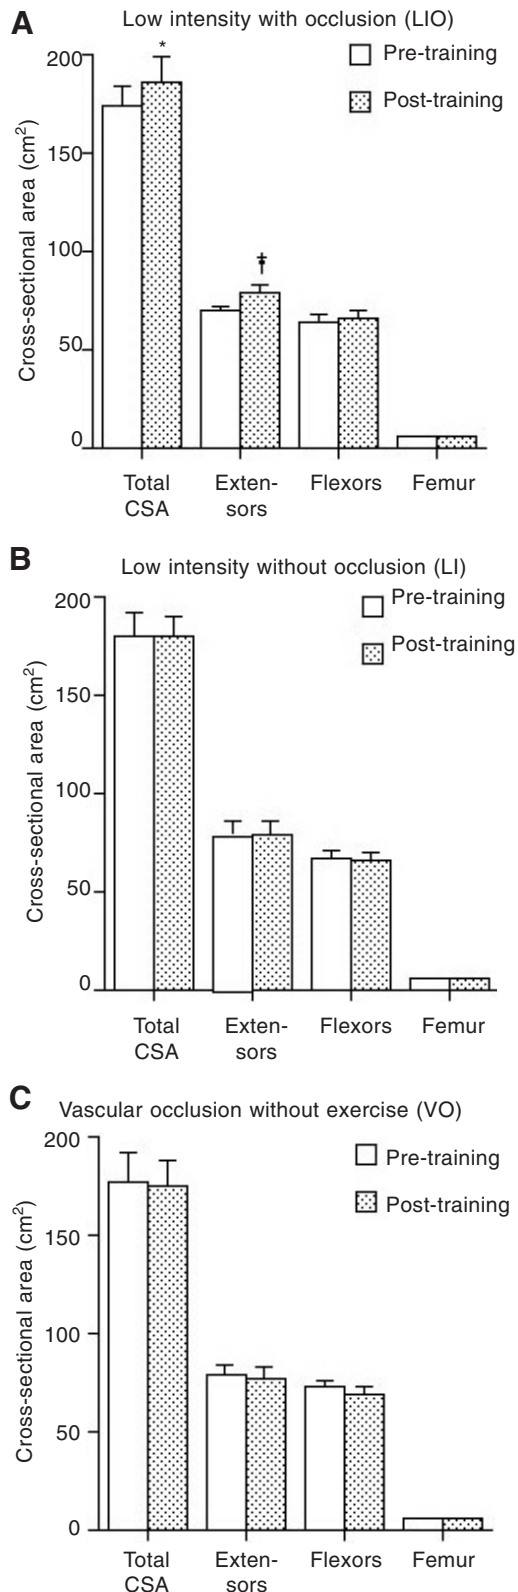 A
Low intensity with occlusion (LIO)
Pre-training
Post-training
Cross-sectional area (cm²)
200
150
100
50
0
*
‡
Total
CSA
Exten-
sors
Flexors
Femur
B
Low intensity without occlusion (LI)
Pre-training
Post-training
Cross-sectional area (cm²)
200
150
100
50
0
Total
CSA
Exten-
sors
Flexors
Femur
C
Vascular occlusion without exercise (VO)
Pre-training
Post-training
Cross-sectional area (cm²)
200
150
100
50
0
Total
CSA
Exten-
sors
Flexors
Femur